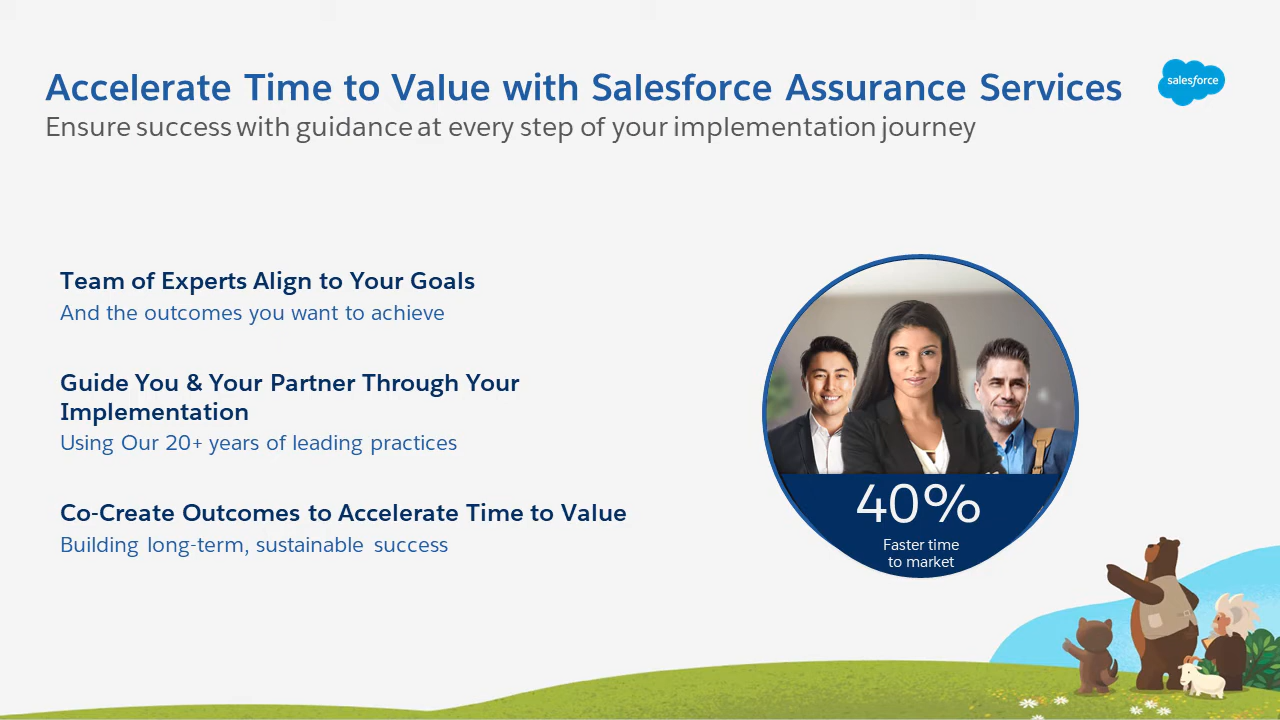 Accelerate Time to Value with Salesforce Assurance Services
salesforce
Ensure success with guidance at every step of your implementation journey
Team of Experts Align to Your Goals
And the outcomes you want to achieve
Guide You & Your Partner Through Your
Implementation
Using Our 20+ years of leading practices
Co-Create Outcomes to Accelerate Time to Value
Building long-term, sustainable success
40%
Faster time
to market